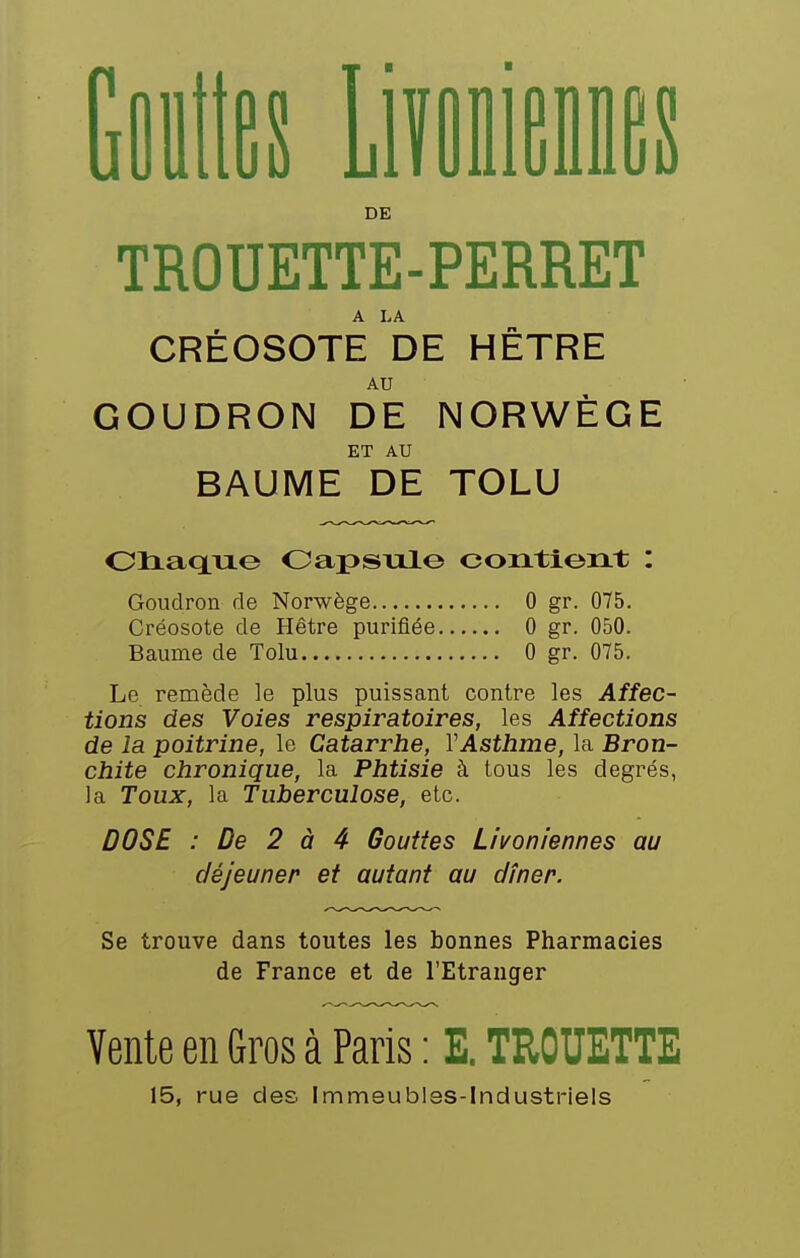 Gouttes Livoniennes
DE
TROUETTE-PERRET
A LA
CRÉOSOTE DE HÊTRE
AU
GOUDRON DE NORWÈGE
ET AU
BAUME DE TOLU
Chaque Capsule contient :
Goudron de Norwège............. 0 gr. 075.
Créosote de Hêtre purifiée...... 0 gr. 050.
Baume de Tolu.................... 0 gr. 075.
Le remède le plus puissant contre les Affec-
tions des Voies respiratoires, les Affections
de la poitrine, le Catarrhe, l'Asthme, la Bron-
chite chronique, la Phtisie à tous les degrés,
la Toux, la Tuberculose, etc.
DOSE : De 2 à 4 Gouttes Livoniennes au
déjeuner et autant au dîner.
Se trouve dans toutes les bonnes Pharmacies
de France et de l'Etranger
Vente en Gros à Paris : E. TROUETTE
15, rue des Immeubles-Industriels